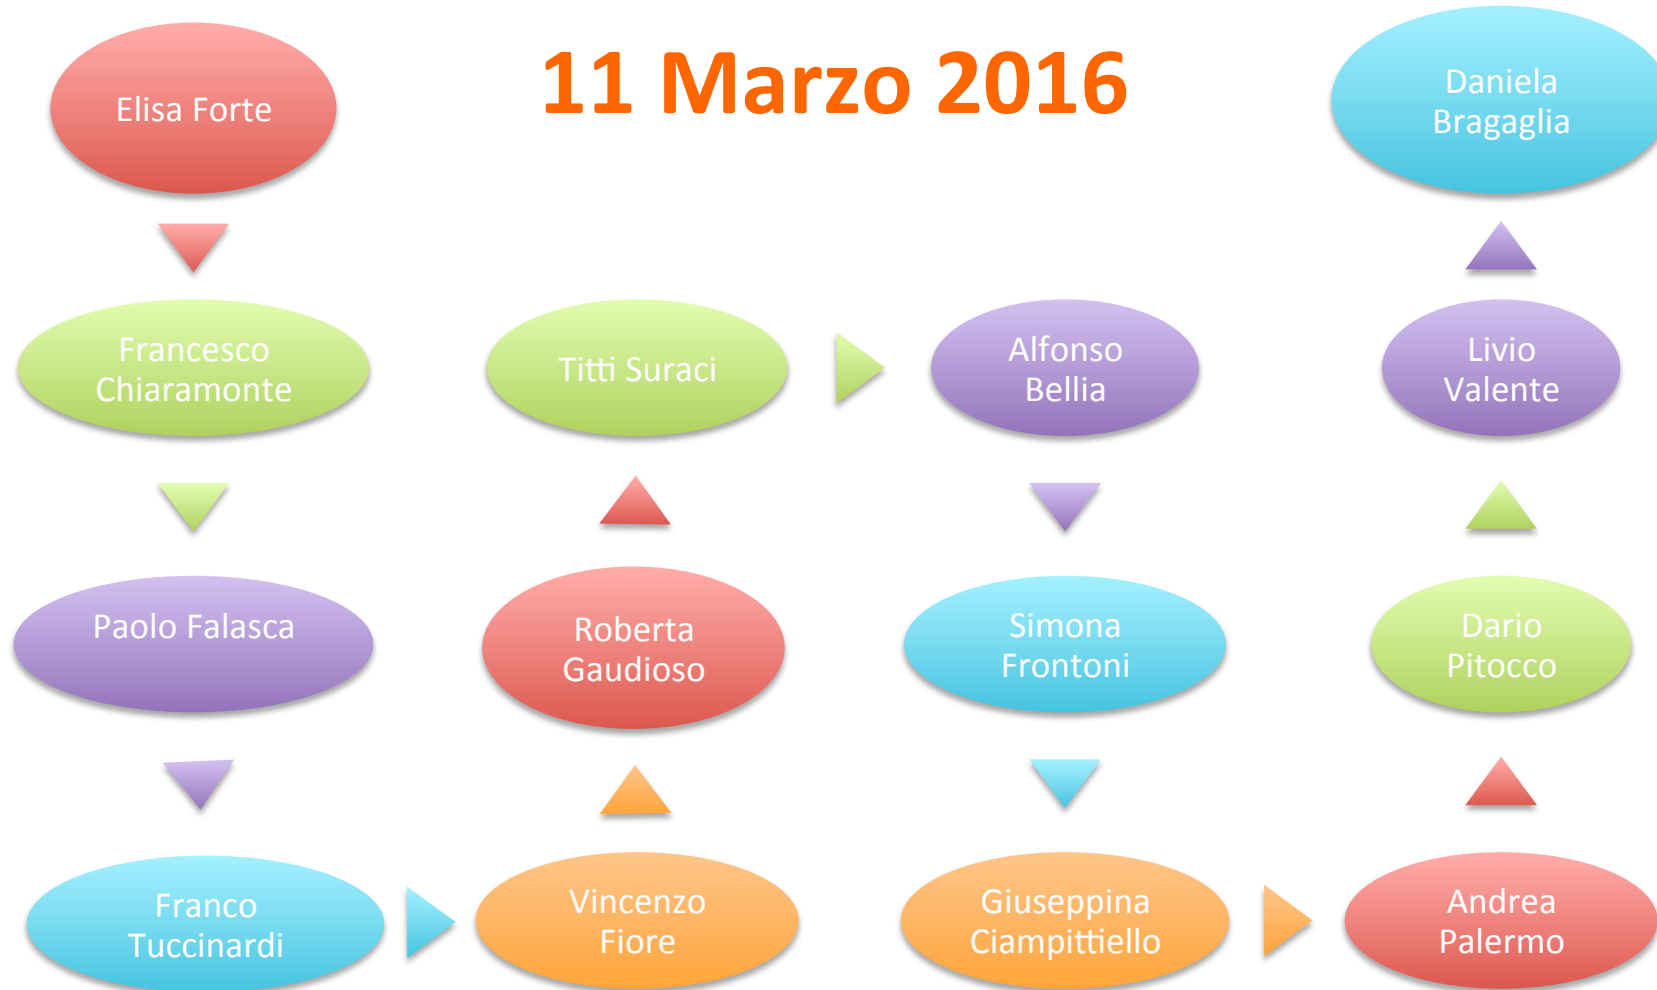 11 Marzo 2016
Elisa Forte
Francesco
Chiaramonte
Paolo Falasca
Franco
Tuccinardi
Vincenzo
Fiore
Roberta
Gaudioso
Titti Suraci
Alfonso
Bellia
Simona
Frontoni
Giuseppina
Ciampittiello
Andrea
Palermo
Dario
Pitocco
Livio
Valente
Daniela
Bragaglia